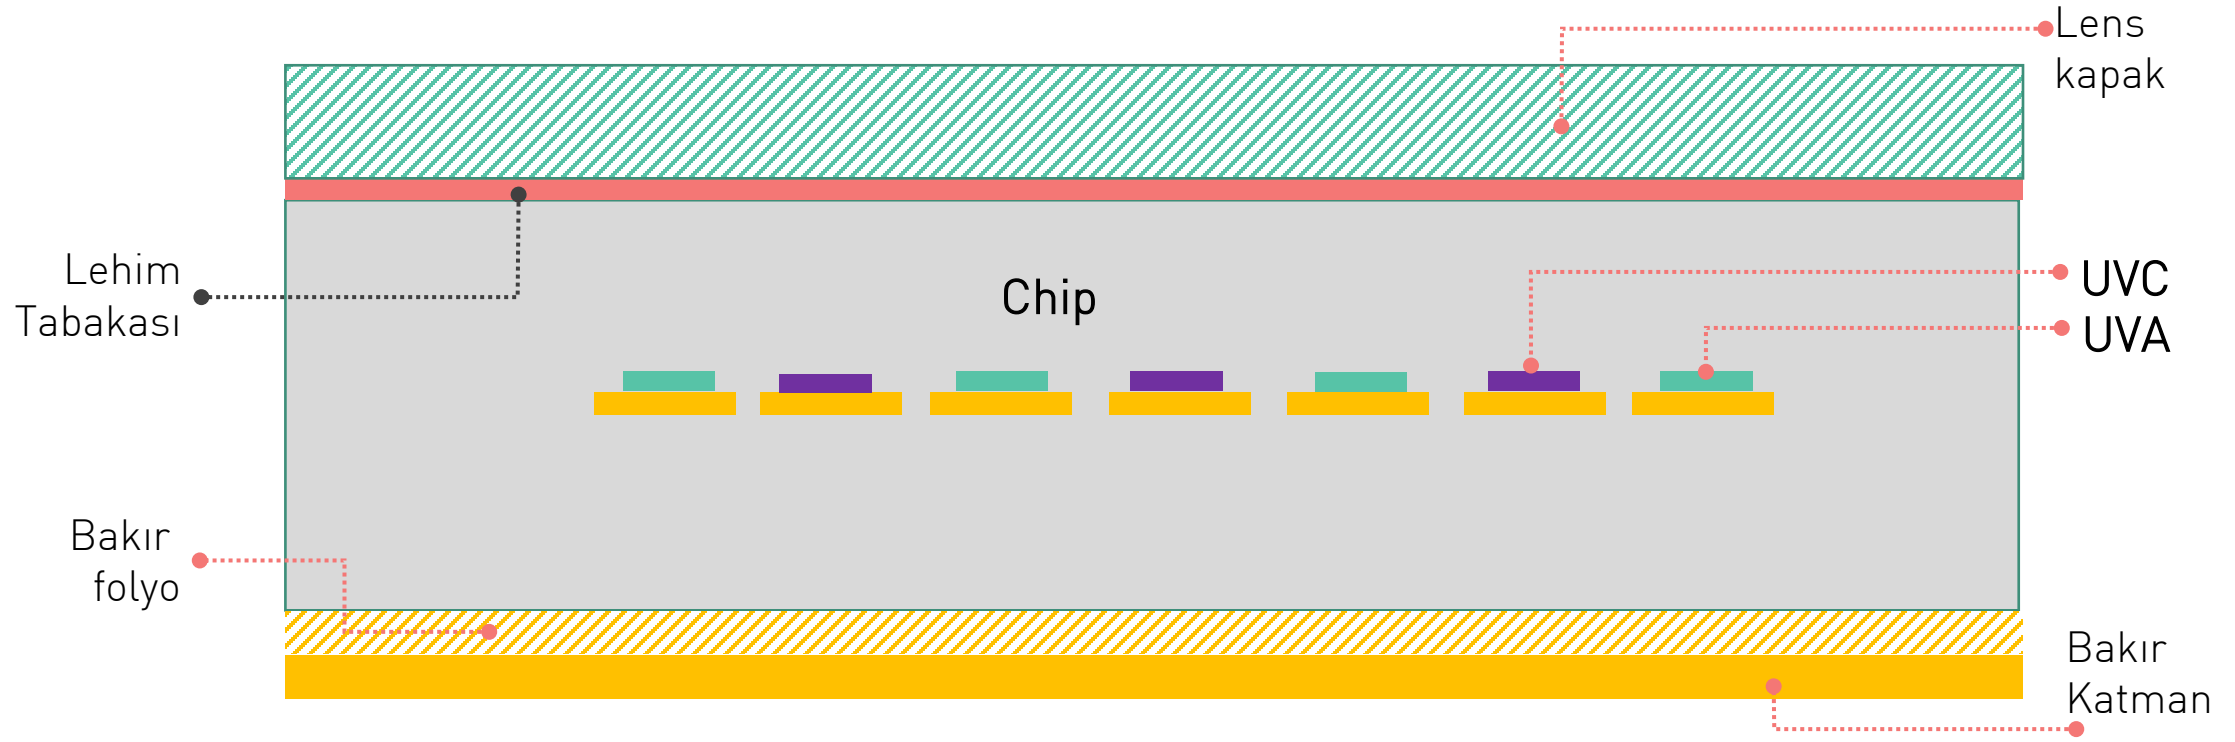 Lens
kapak
Lehim
Tabakası
Chip
UVC
UVA
Bakır
folyo
Bakır
Katman